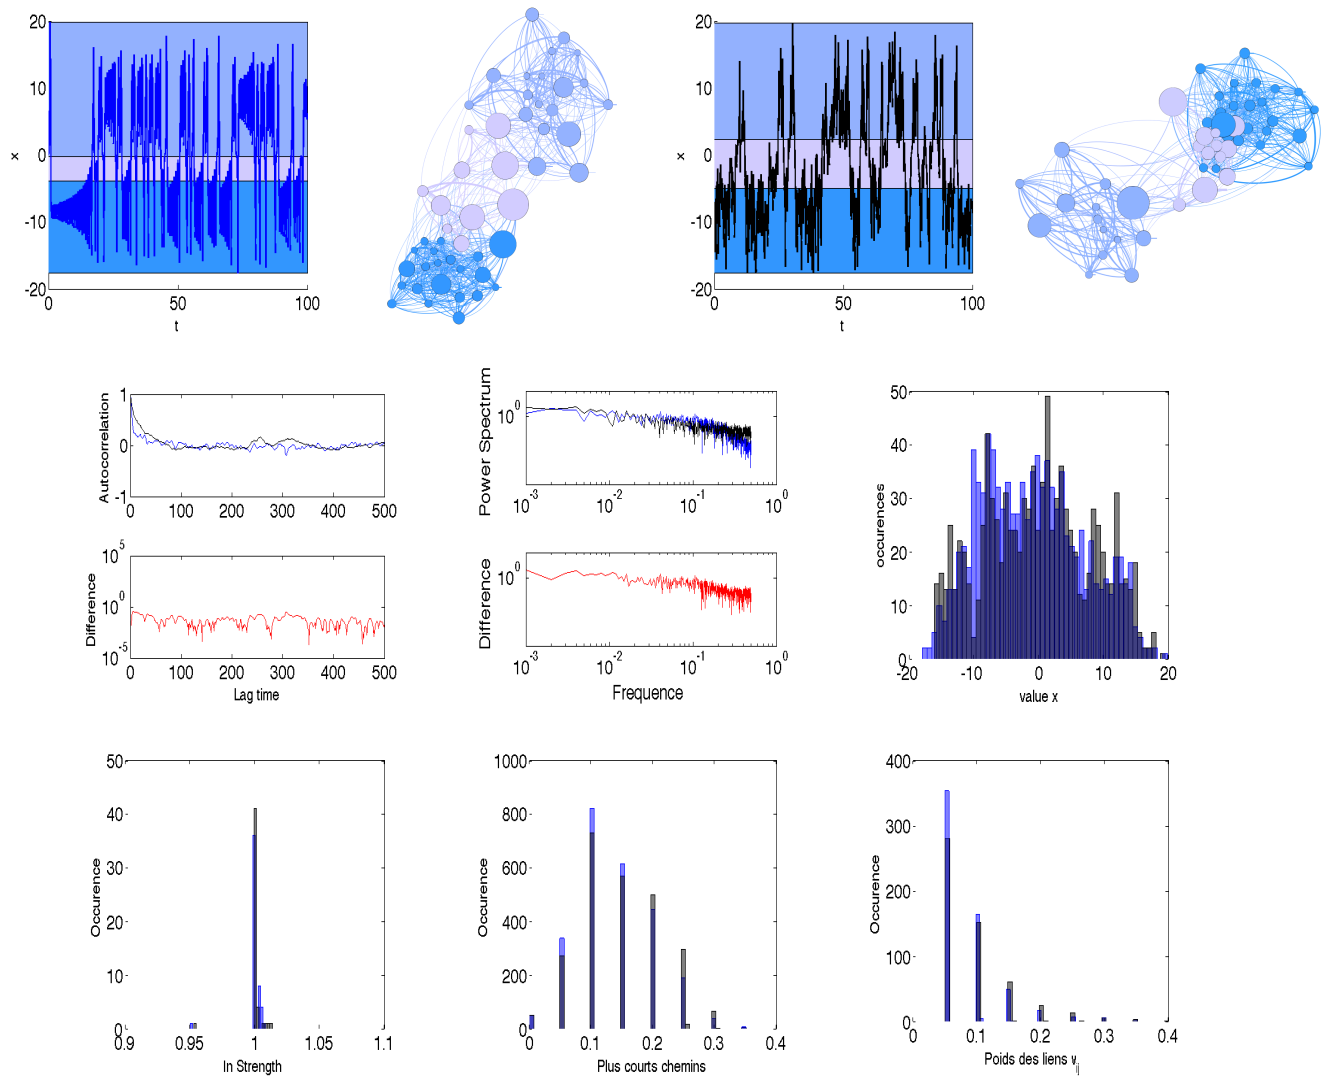 20
10
0
-10
-20
x
0 50 100
t
20
10
0
-10
-20
x
0 50 100
t
1
0
-1
Autocorrelation
0 100 200 300 400 500
10^5
10^0
10^-5
Difference
0 100 200 300 400 500
Lag time
10^0
Power Spectrum
10^-3 10^-2 10^-1 10^0
10^0
Difference
10^-3 10^-2 10^-1 10^0
Frequence
50
40
30
20
10
0
occurences
-20 -10 0 10 20
value x
50
40
30
20
10
0
Occurence
0.9 0.95 1 1.05 1.1
In Strength
1000
800
600
400
200
0
Occurence
0 0.1 0.2 0.3 0.4
Plus courts chemins
400
300
200
100
0
Occurence
0 0.1 0.2 0.3 0.4
Poids des liens v_ij